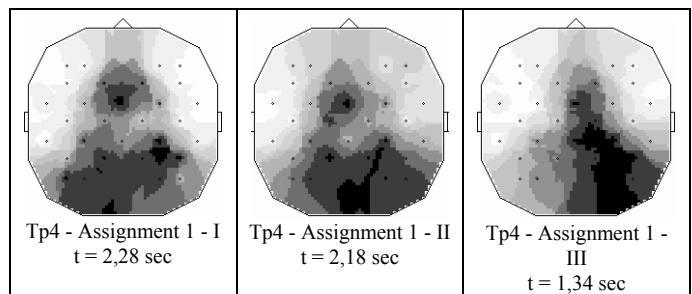 Tp4 - Assignment 1 - I
t = 2,28 sec
Tp4 - Assignment 1 - II
t = 2,18 sec
Tp4 - Assignment 1 -
III
t = 1,34 sec